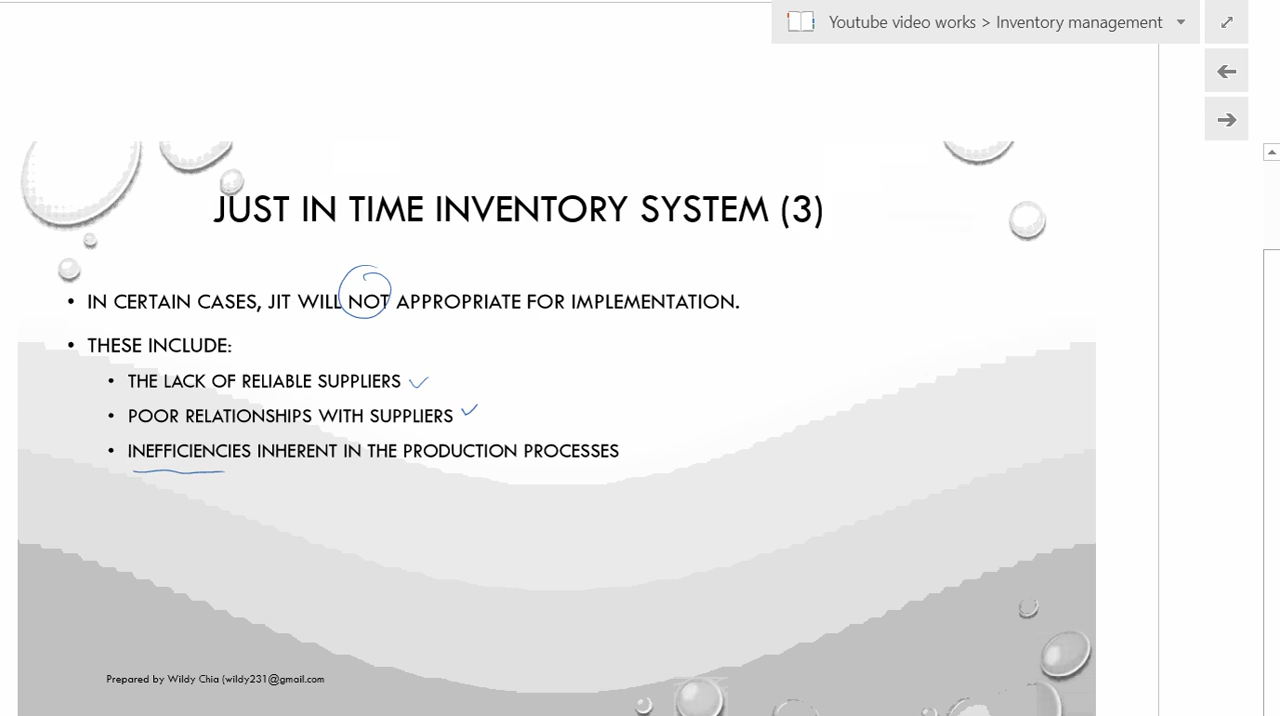 Youtube video works > Inventory management
JUST IN TIME INVENTORY SYSTEM (3)
• IN CERTAIN CASES, JIT WILL NOT APPROPRIATE FOR IMPLEMENTATION.
• THESE INCLUDE:
• THE LACK OF RELIABLE SUPPLIERS
• POOR RELATIONSHIPS WITH SUPPLIERS
• INEFFICIENCIES INHERENT IN THE PRODUCTION PROCESSES
Prepared by Wildy Chia (wildy231@gmail.com